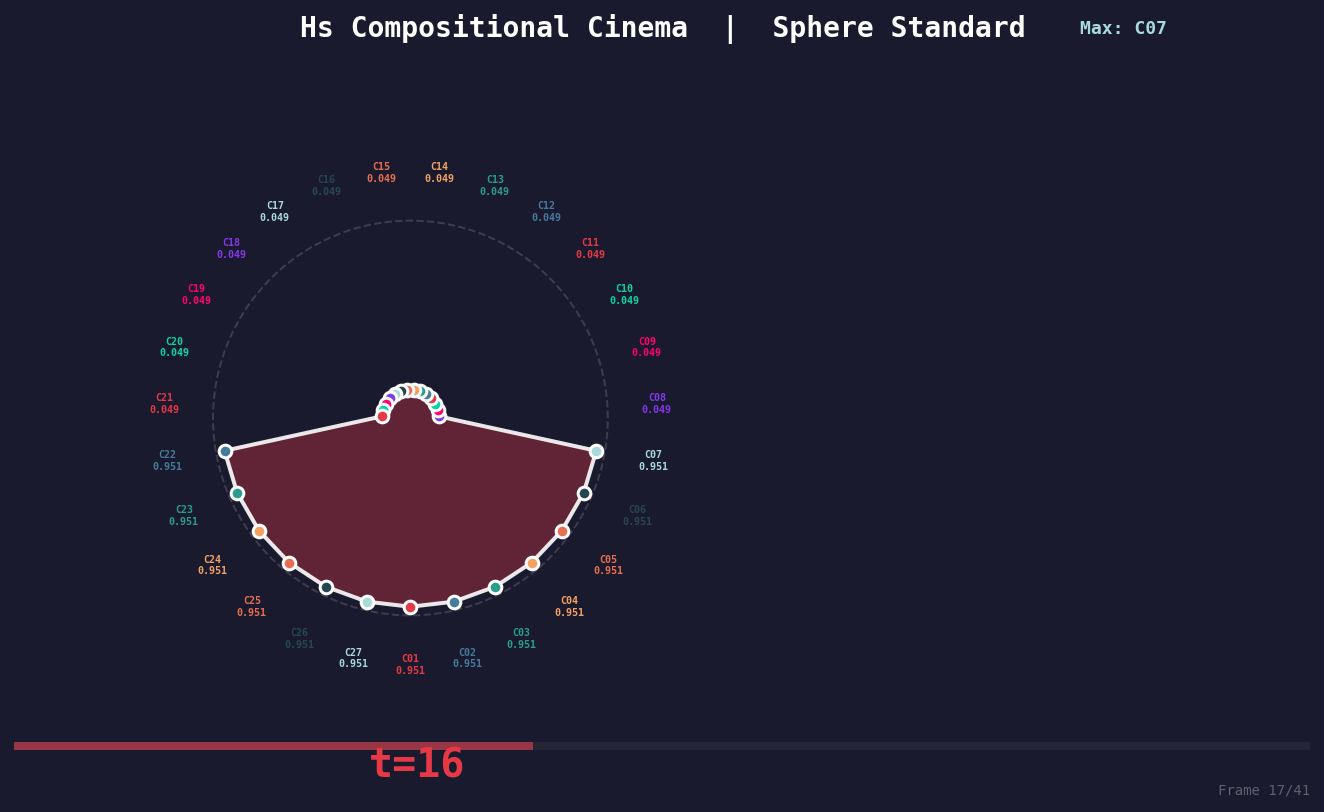 Hs Compositional Cinema | Sphere Standard
Max: C07
C15
0.049
C14
0.049
C16
0.049
C13
0.049
C17
0.049
C12
0.049
C18
0.049
C11
0.049
C19
0.049
C10
0.049
C20
0.049
C09
0.049
C21
0.049
C08
0.049
C22
0.951
C07
0.951
C23
0.951
C06
0.951
C24
0.951
C05
0.951
C25
0.951
C04
0.951
C26
0.951
C03
0.951
C27
0.951
C01
0.951
C02
0.951
t=16
Frame 17/41